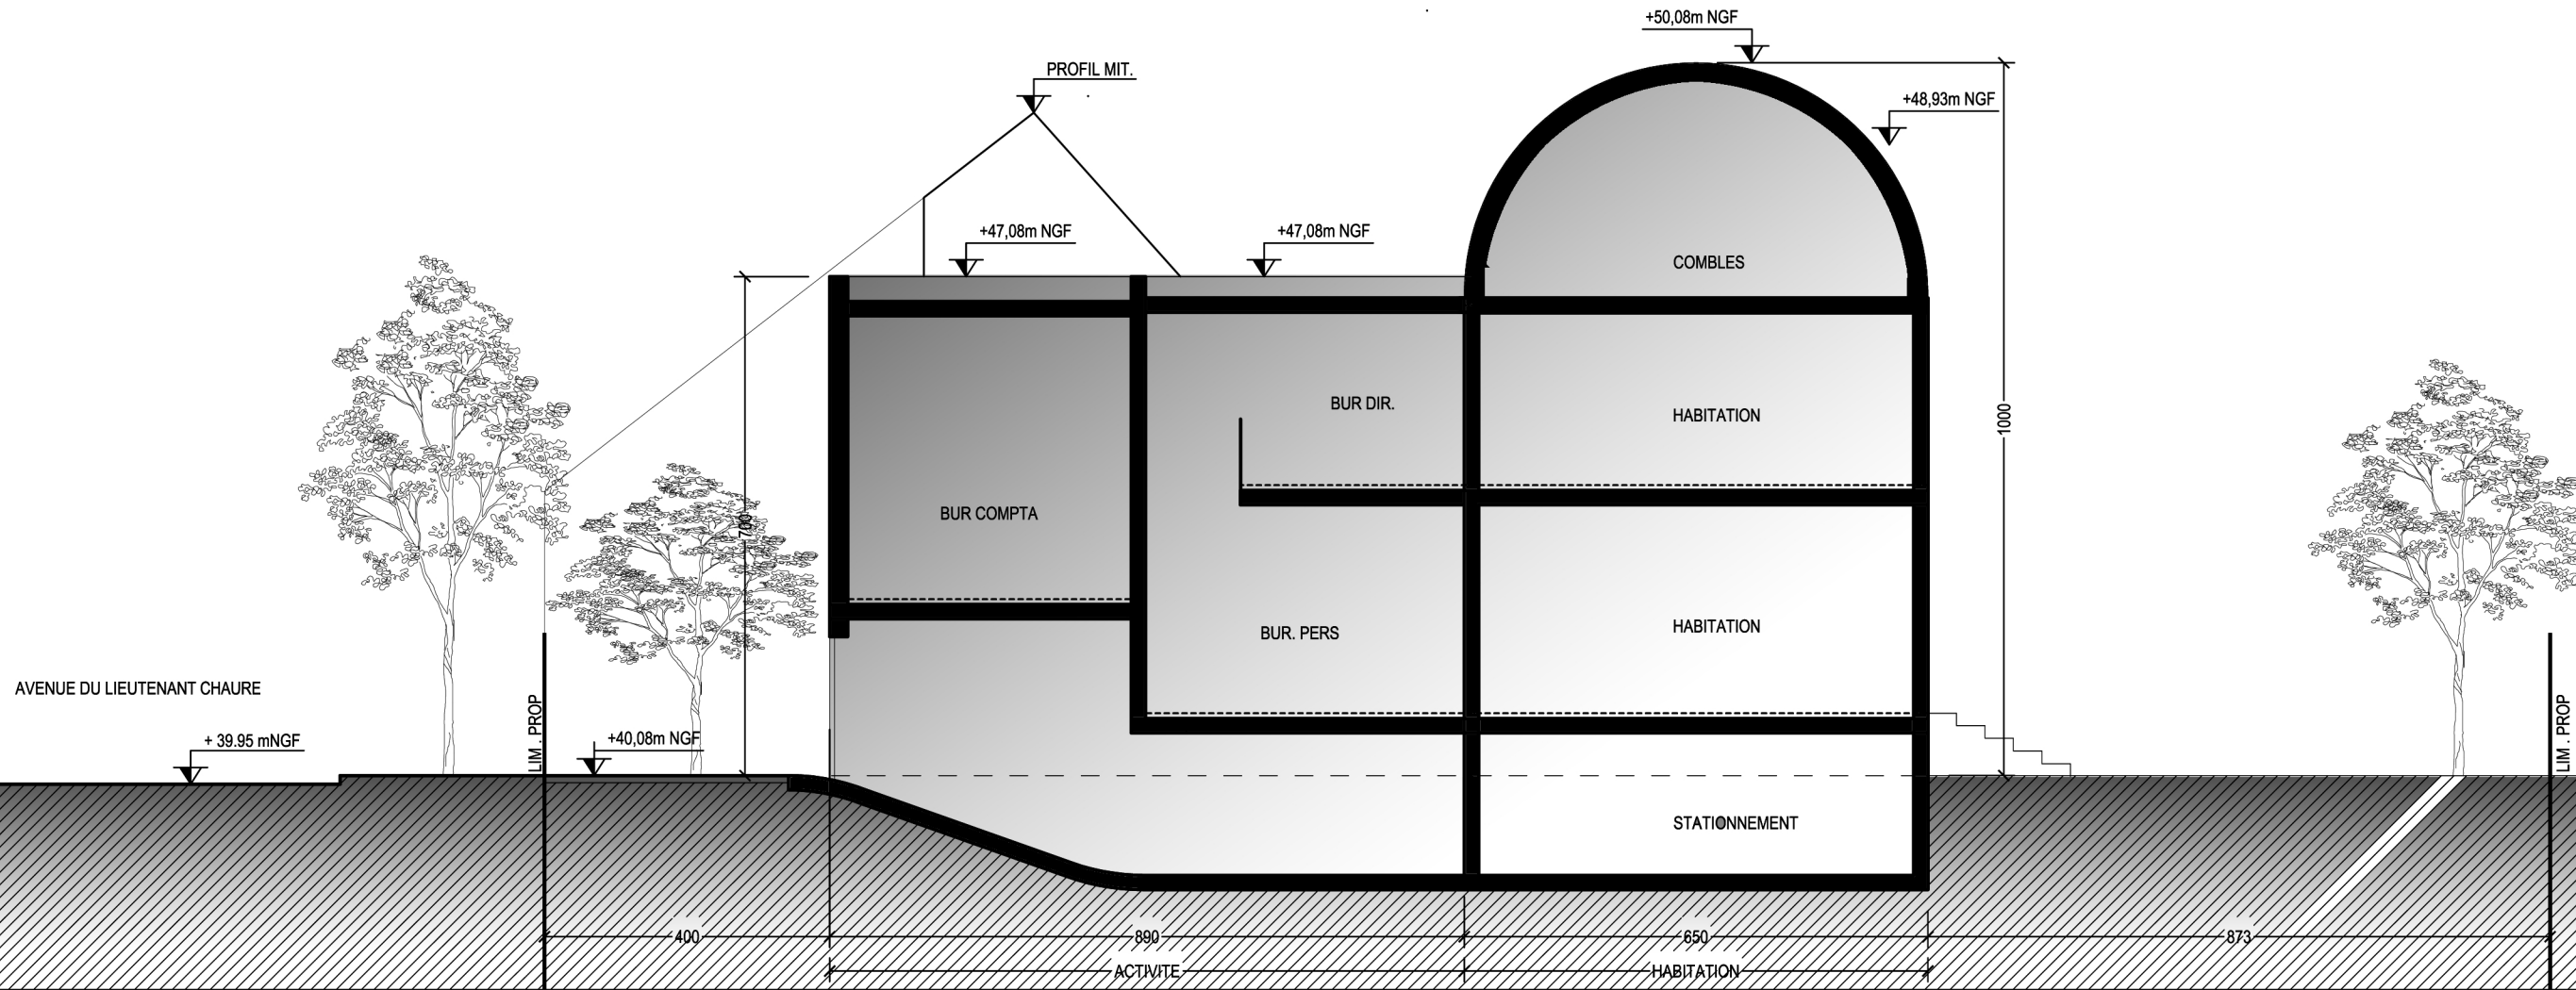 +50,08m NGF
PROFIL MIT.
+48,93m NGF
+47,08m NGF
+47,08m NGF
COMBLES
BUR DIR.
HABITATION
1000
BUR COMPTA
700
BUR. PERS
HABITATION
AVENUE DU LIEUTENANT CHAURE
LIM . PROP
LIM . PROP
+ 39.95 mNGF
+40,08m NGF
STATIONNEMENT
400
890
650
873
ACTIVITE
HABITATION